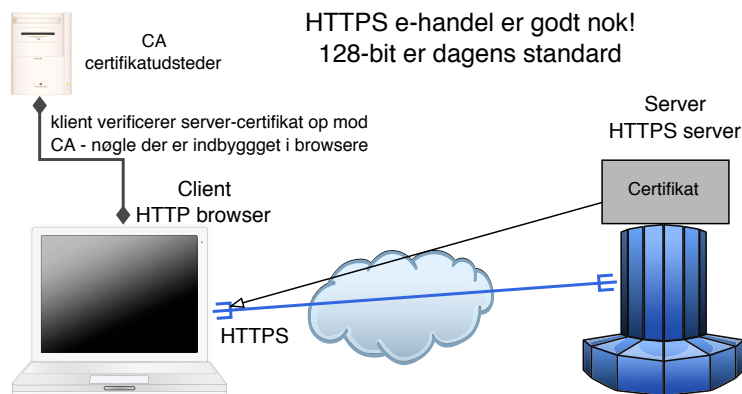 HTTPS e-handel er godt nok!
128-bit er dagens standard
CA
certifikatudsteder
klient verificerer server-certifikat op mod
CA - nøgle der er indbyggget i browsere
Server
HTTPS server
Certifikat
Client
HTTP browser
HTTPS